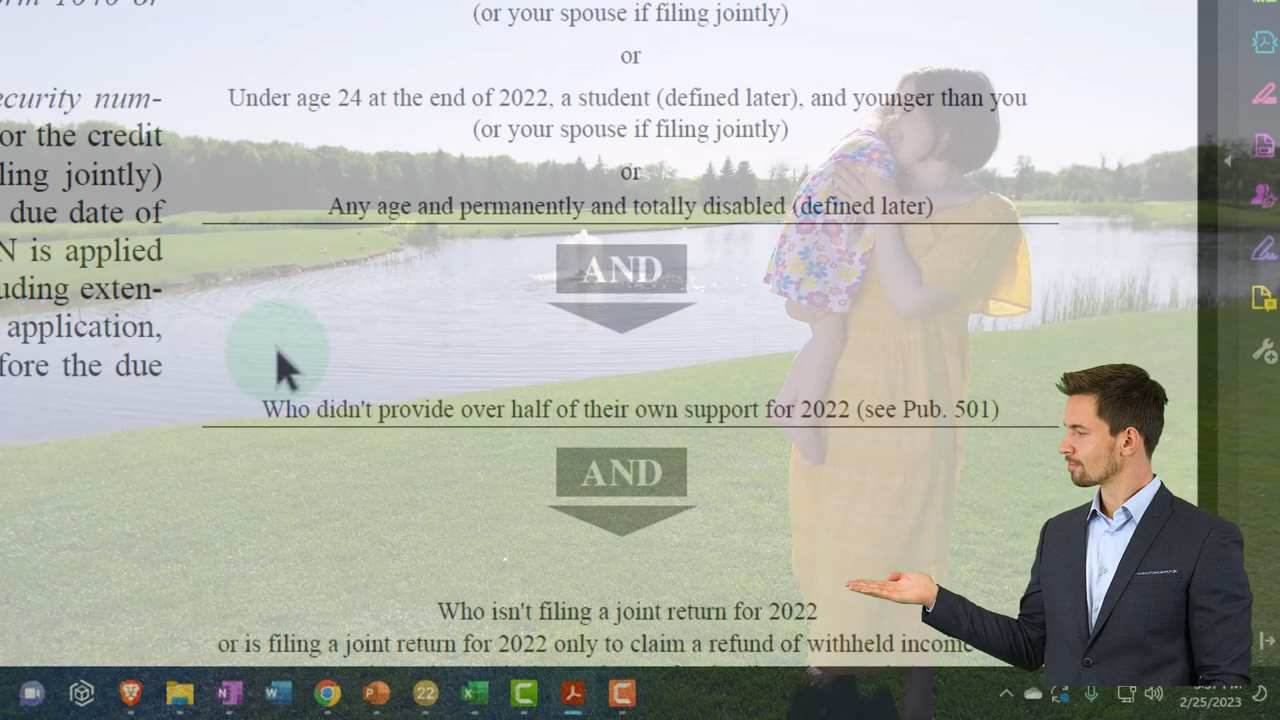 (or your spouse if filing jointly)
or
Under age 24 at the end of 2022, a student (defined later), and younger than you
(or your spouse if filing jointly)
or
Any age and permanently and totally disabled (defined later)
AND
Who didn't provide over half of their own support for 2022 (see Pub. 501)
AND
Who isn't filing a joint return for 2022
or is filing a joint return for 2022 only to claim a refund of withheld income
ecurity num-
or the credit
ling jointly)
due date of
N is applied
uding exten-
application,
fore the due
22
2/25/2023